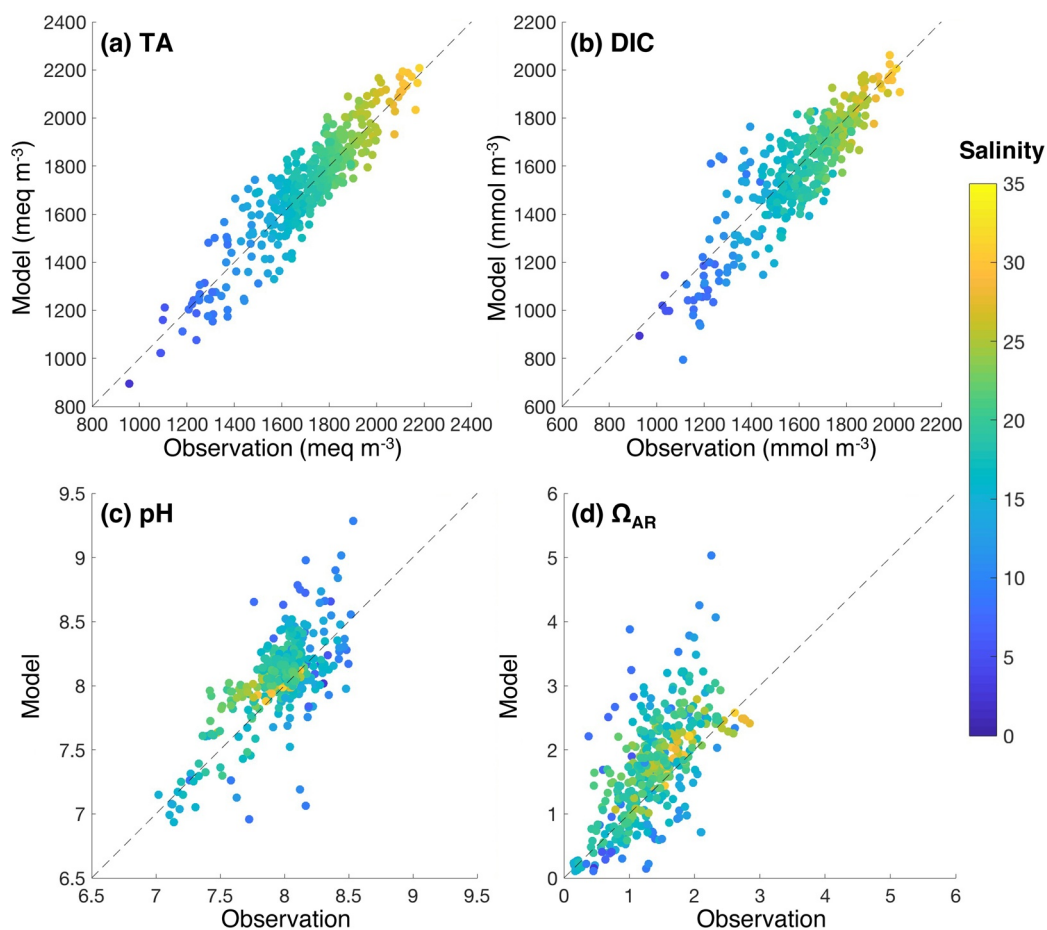 (a) TA
2400
2200
2000
1800
1600
1400
1200
1000
800
Model (meq m-3)
800 1000 1200 1400 1600 1800 2000 2200 2400
Observation (meq m-3)
(b) DIC
2200
2000
1800
1600
1400
1200
1000
800
600
Model (mmol m-3)
600 800 1000 1200 1400 1600 1800 2000 2200
Observation (mmol m-3)
Salinity
35
30
25
20
15
10
5
0
(c) pH
9.5
9
8.5
8
7.5
7
6.5
Model
6.5 7 7.5 8 8.5 9 9.5
Observation
(d) ΩAR
6
5
4
3
2
1
0
Model
0 1 2 3 4 5 6
Observation